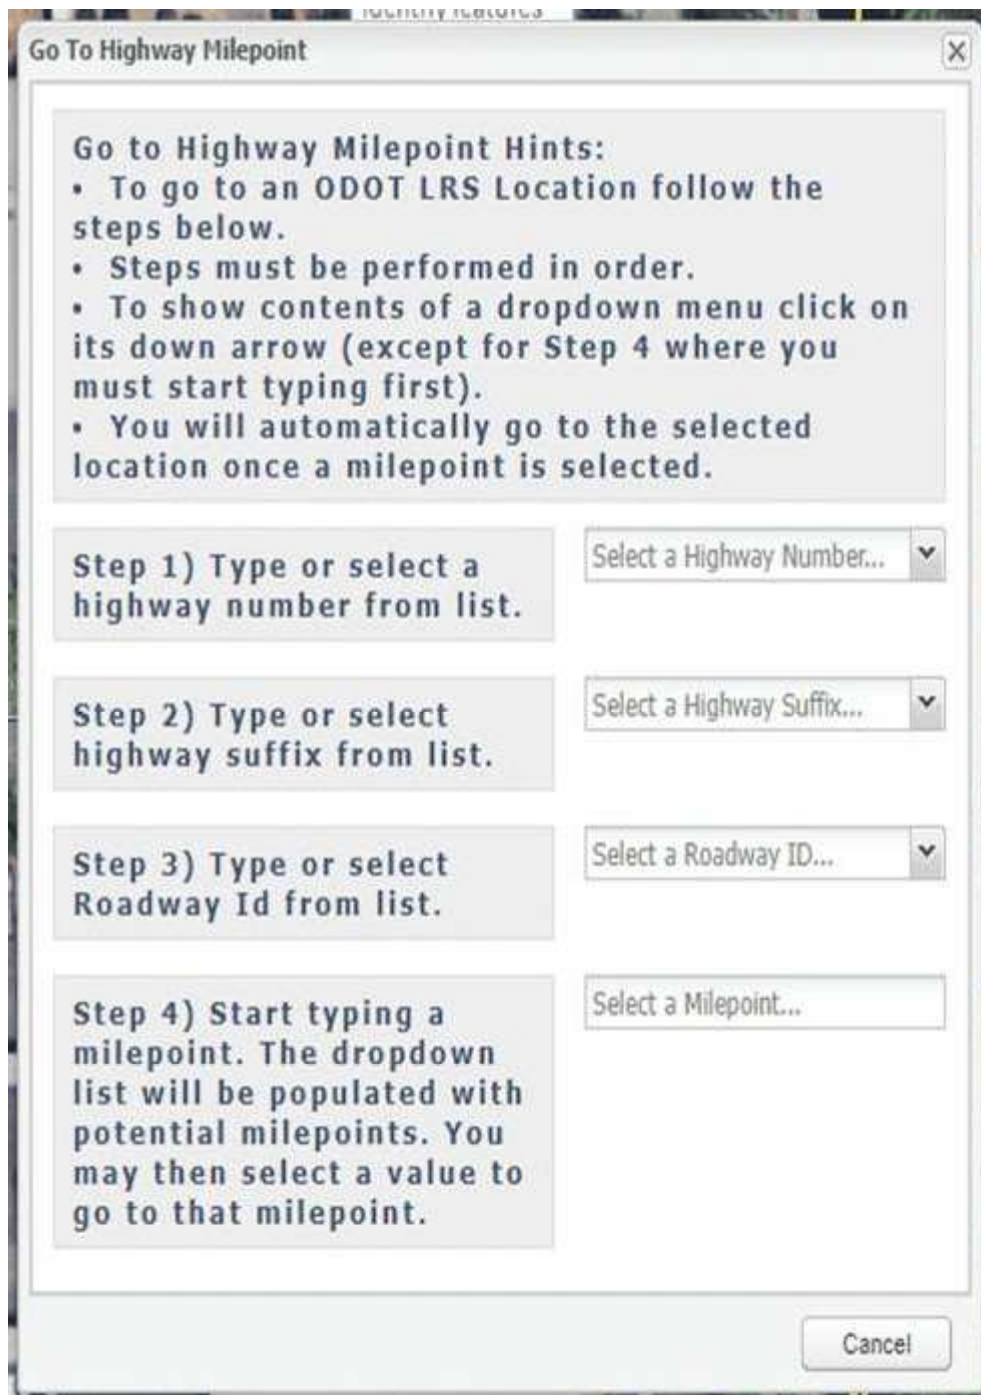 Identify features
Go To Highway Milepoint
Go to Highway Milepoint Hints:
• To go to an ODOT LRS Location follow the
steps below.
• Steps must be performed in order.
• To show contents of a dropdown menu click on
its down arrow (except for Step 4 where you
must start typing first).
• You will automatically go to the selected
location once a milepoint is selected.
Step 1) Type or select a
highway number from list.
Select a Highway Number...
Step 2) Type or select
highway suffix from list.
Select a Highway Suffix...
Step 3) Type or select
Roadway Id from list.
Select a Roadway ID...
Step 4) Start typing a
milepoint. The dropdown
list will be populated with
potential milepoints. You
may then select a value to
go to that milepoint.
Select a Milepoint...
Cancel